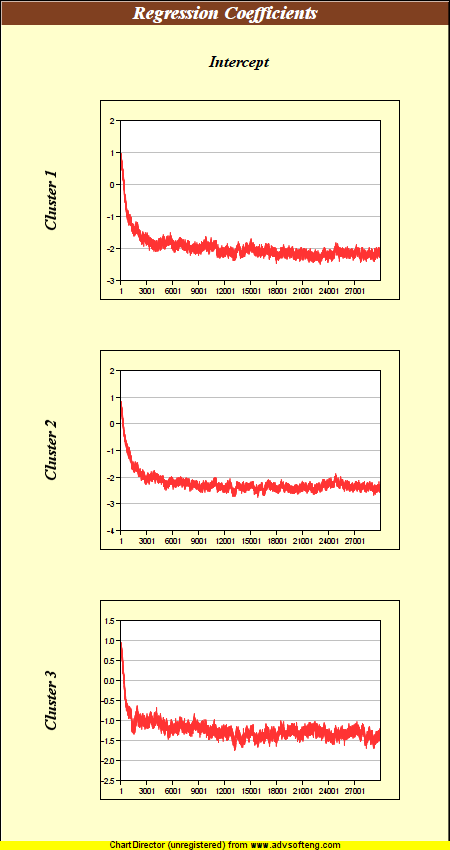 Regression Coefficients
Intercept
Cluster 1
2
1
0
-1
-2
-3
1 3001 6001 9001 12001 15001 18001 21001 24001 27001
Cluster 2
2
1
0
-1
-2
-3
-4
1 3001 6001 9001 12001 15001 18001 21001 24001 27001
Cluster 3
1.5
1.0
0.5
0.0
-0.5
-1.0
-1.5
-2.0
-2.5
1 3001 6001 9001 12001 15001 18001 21001 24001 27001
ChartDirector (unregistered) from www.advsofteng.com